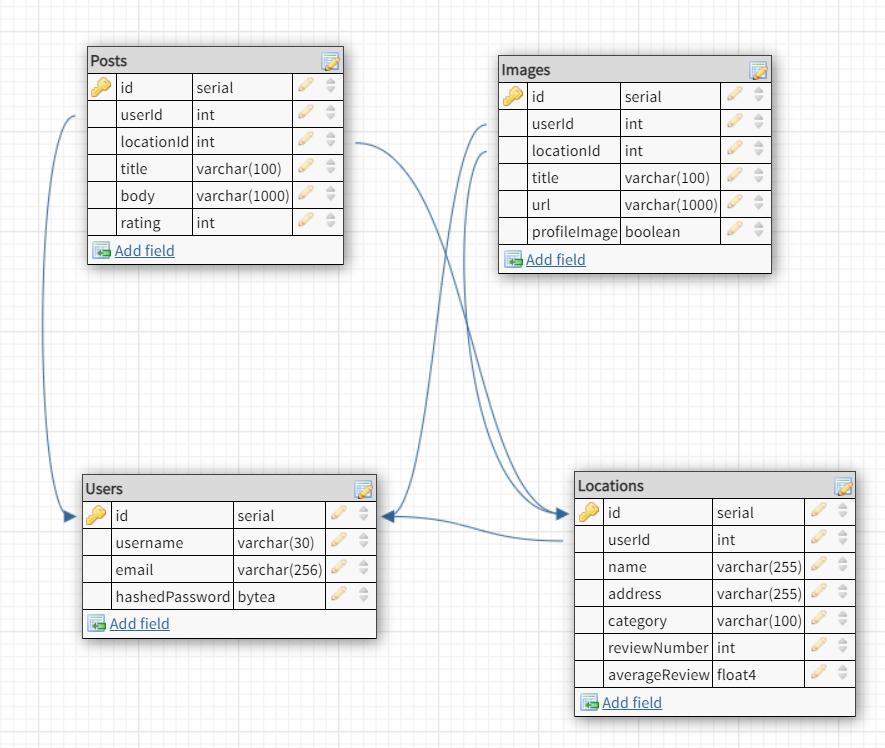 Posts
id serial
userId int
locationId int
title varchar(100)
body varchar(1000)
rating int
Add field
Images
id serial
userId int
locationId int
title varchar(100)
url varchar(1000)
profileImage boolean
Add field
Users
id serial
username varchar(30)
email varchar(256)
hashedPassword bytea
Add field
Locations
id serial
userId int
name varchar(255)
address varchar(255)
category varchar(100)
reviewNumber int
averageReview float4
Add field